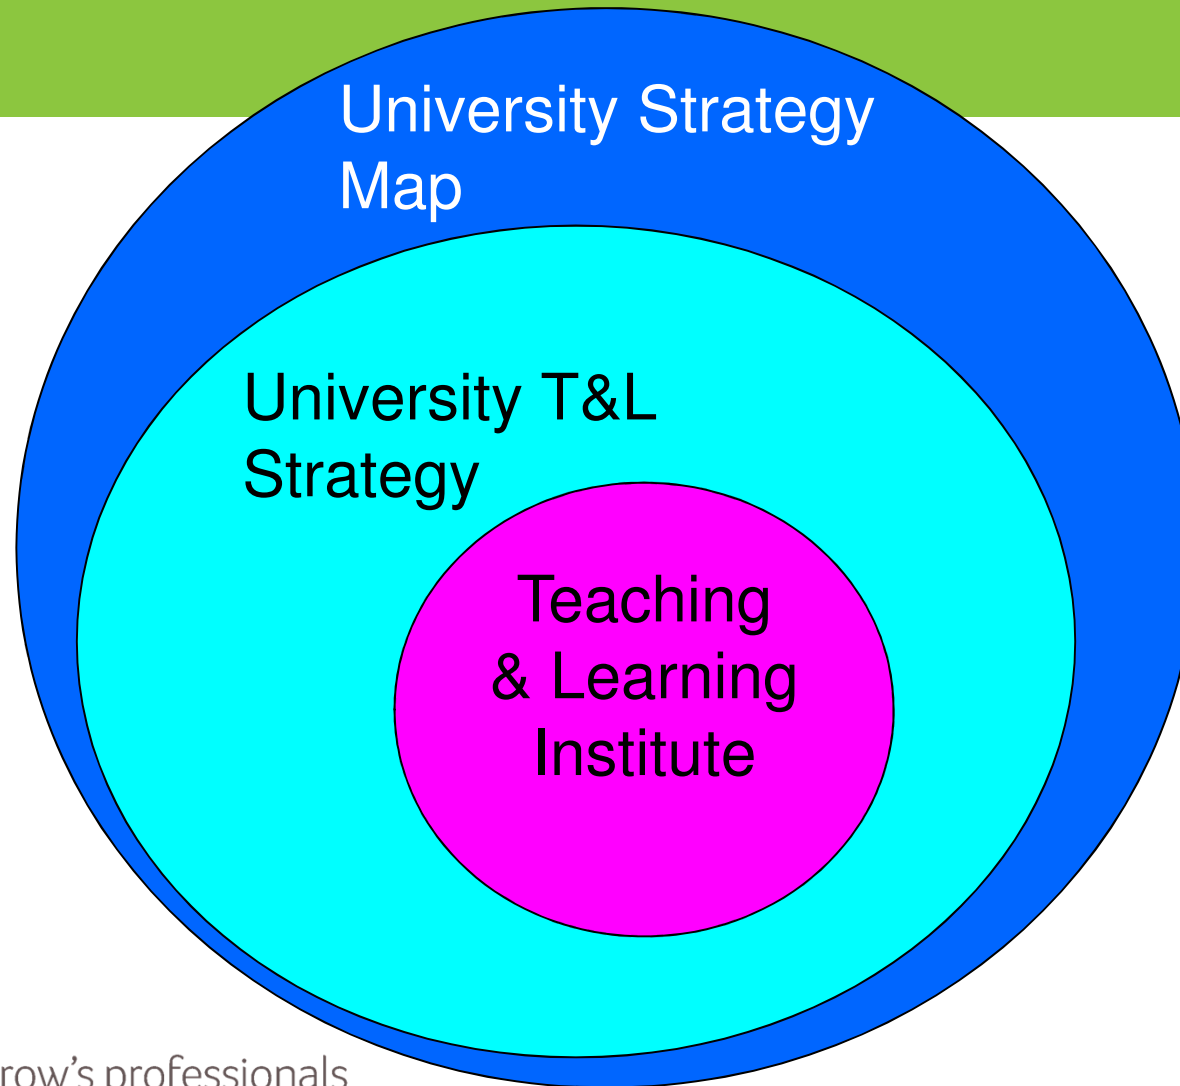 University Strategy
Map
University T&L
Strategy
Teaching
& Learning
Institute
row's professionals